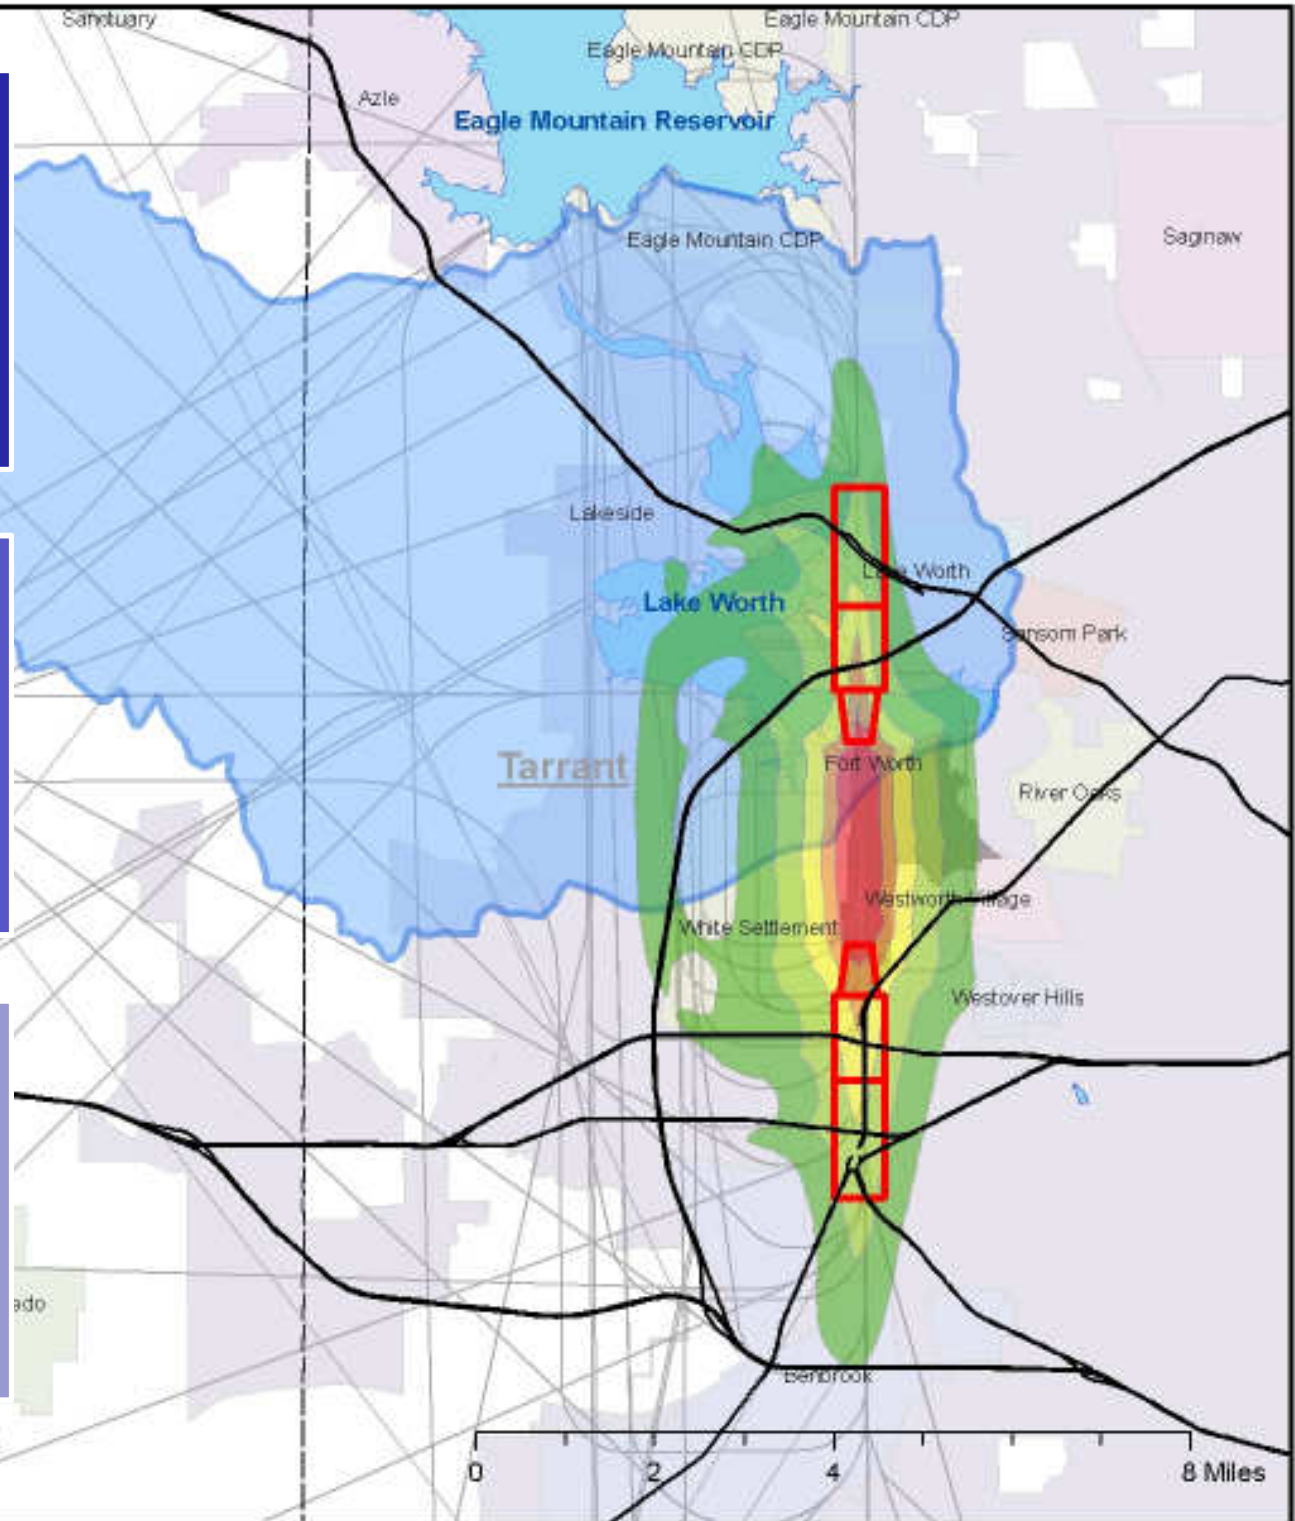 Sanctuary
Eagle Mountain CDP
Eagle Mountain CDP
Azle
Eagle Mountain Reservoir
Saginaw
Eagle Mountain CDP
Lakeside
Lake Worth
Lake Worth
Sansom Park
Tarrant
Fort Worth
River Oaks
Westworth Village
White Settlement
Westover Hills
ado
Benbrook
0 2 4 8 Miles